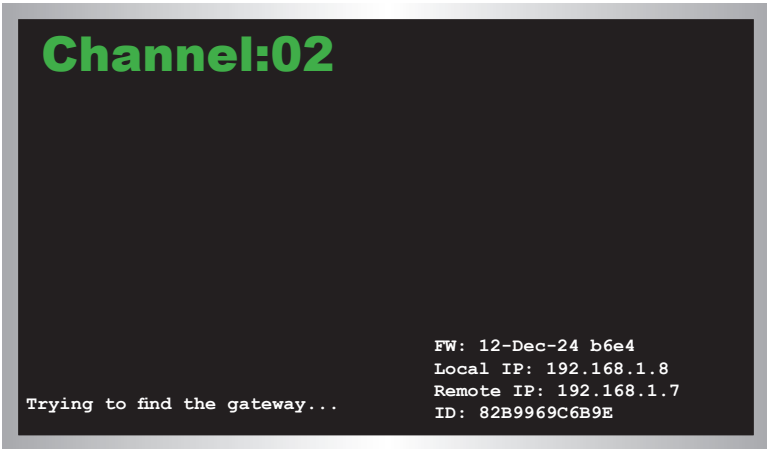 Channel:02
FW: 12-Dec-24 b6e4
Local IP: 192.168.1.8
Remote IP: 192.168.1.7
Trying to find the gateway...
ID: 82B9969C6B9E